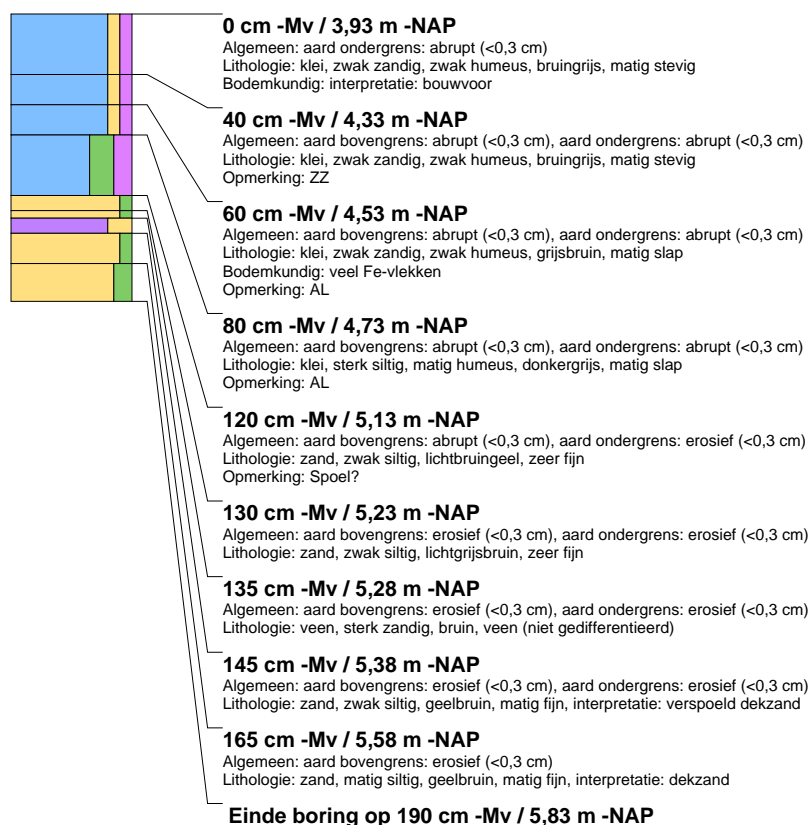 0 cm -Mv / 3,93 m -NAP
Algemeen: aard ondergrens: abrupt (<0,3 cm)
Lithologie: klei, zwak zandig, zwak humeus, bruingrijs, matig stevig
Bodemkundig: interpretatie: bouwvoor
40 cm -Mv / 4,33 m -NAP
Algemeen: aard bovengrens: abrupt (<0,3 cm), aard ondergrens: abrupt (<0,3 cm)
Lithologie: klei, zwak zandig, zwak humeus, bruingrijs, matig stevig
Opmerking: ZZ
60 cm -Mv / 4,53 m -NAP
Algemeen: aard bovengrens: abrupt (<0,3 cm), aard ondergrens: abrupt (<0,3 cm)
Lithologie: klei, zwak zandig, zwak humeus, grijsbruin, matig slap
Bodemkundig: veel Fe-vlekken
Opmerking: AL
80 cm -Mv / 4,73 m -NAP
Algemeen: aard bovengrens: abrupt (<0,3 cm), aard ondergrens: abrupt (<0,3 cm)
Lithologie: klei, sterk siltig, matig humeus, donkergrijs, matig slap
Opmerking: AL
120 cm -Mv / 5,13 m -NAP
Algemeen: aard bovengrens: abrupt (<0,3 cm), aard ondergrens: erosief (<0,3 cm)
Lithologie: zand, zwak siltig, lichtbruingeel, zeer fijn
Opmerking: Spoel?
130 cm -Mv / 5,23 m -NAP
Algemeen: aard bovengrens: erosief (<0,3 cm), aard ondergrens: erosief (<0,3 cm)
Lithologie: zand, zwak siltig, lichtgrijsbruin, zeer fijn
135 cm -Mv / 5,28 m -NAP
Algemeen: aard bovengrens: erosief (<0,3 cm), aard ondergrens: erosief (<0,3 cm)
Lithologie: veen, sterk zandig, bruin, veen (niet gedifferentieerd)
145 cm -Mv / 5,38 m -NAP
Algemeen: aard bovengrens: erosief (<0,3 cm), aard ondergrens: erosief (<0,3 cm)
Lithologie: zand, zwak siltig, geelbruin, matig fijn, interpretatie: verspoeld dekzand
165 cm -Mv / 5,58 m -NAP
Algemeen: aard bovengrens: erosief (<0,3 cm)
Lithologie: zand, matig siltig, geelbruin, matig fijn, interpretatie: dekzand
Einde boring op 190 cm -Mv / 5,83 m -NAP